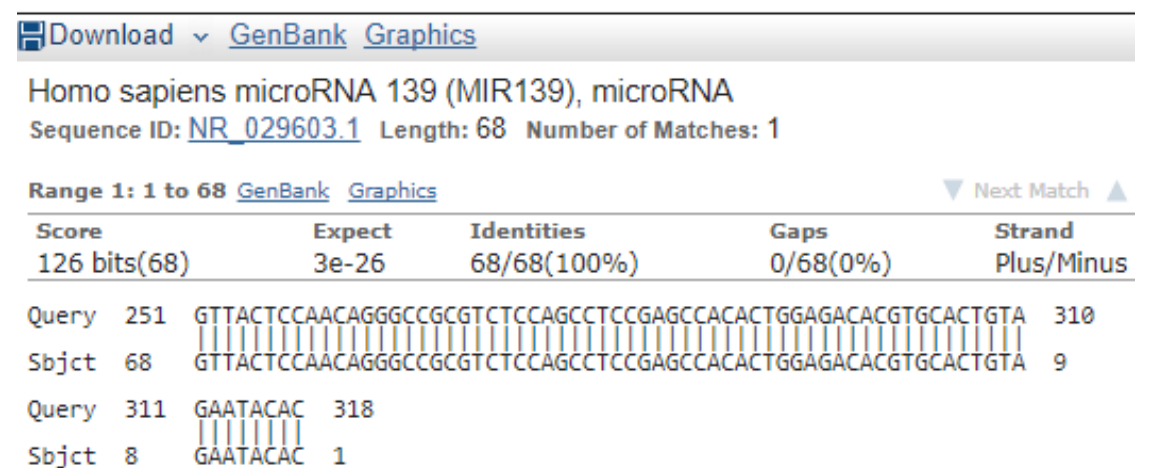 Download GenBank Graphics
Homo sapiens microRNA 139 (MIR139), microRNA
Sequence ID: NR_029603.1 Length: 68 Number of Matches: 1
Range 1: 1 to 68 GenBank Graphics Next Match
Score Expect Identities Gaps Strand
126 bits(68) 3e-26 68/68(100%) 0/68(0%) Plus/Minus
Query 251 GTTACTCCAACAGGGCCGCGTCTCCAGCCTCCGAGCCACACTGGAGACACGTGCACTGTA 310
Sbjct 68 GTTACTCCAACAGGGCCGCGTCTCCAGCCTCCGAGCCACACTGGAGACACGTGCACTGTA 9
Query 311 GAATACAC 318
Sbjct 8 GAATACAC 1